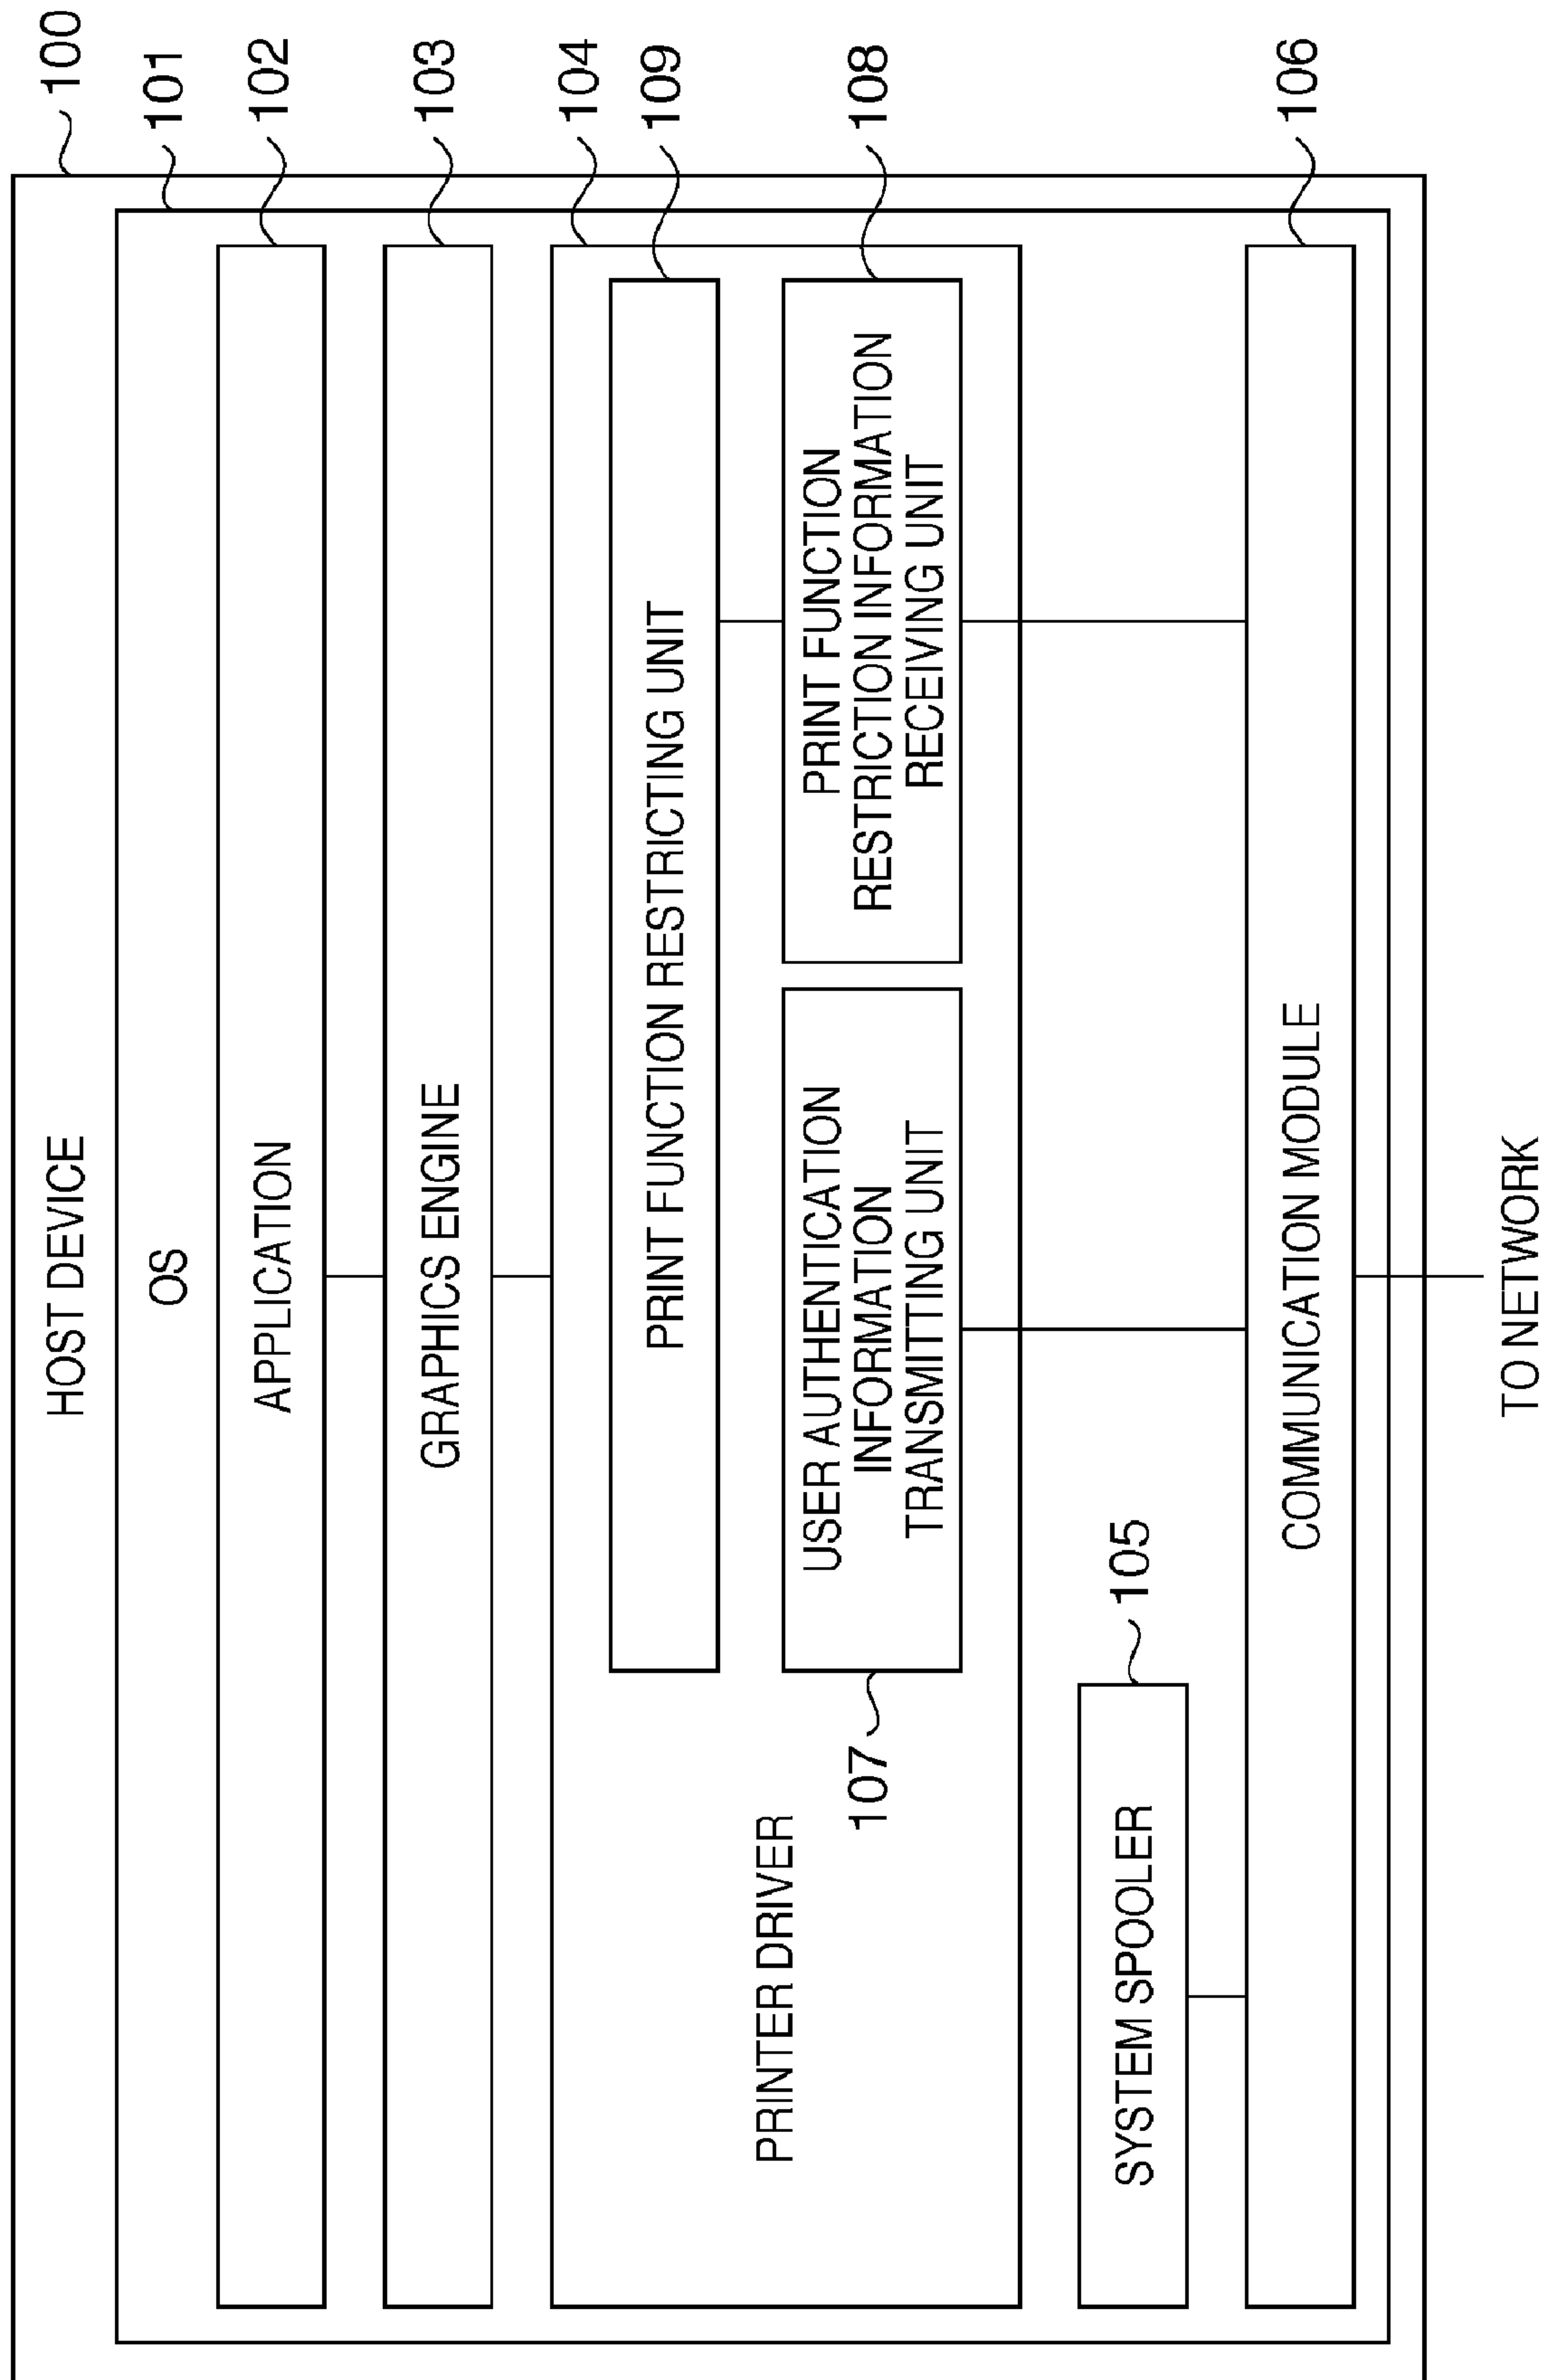 HOST DEVICE
100
OS
101
APPLICATION
102
GRAPHICS ENGINE
103
104
PRINT FUNCTION RESTRICTING UNIT
109
PRINTER DRIVER
107
USER AUTHENTICATION
INFORMATION
TRANSMITTING UNIT
PRINT FUNCTION
RESTRICTION INFORMATION
RECEIVING UNIT
108
SYSTEM SPOOLER
105
COMMUNICATION MODULE
106
TO NETWORK